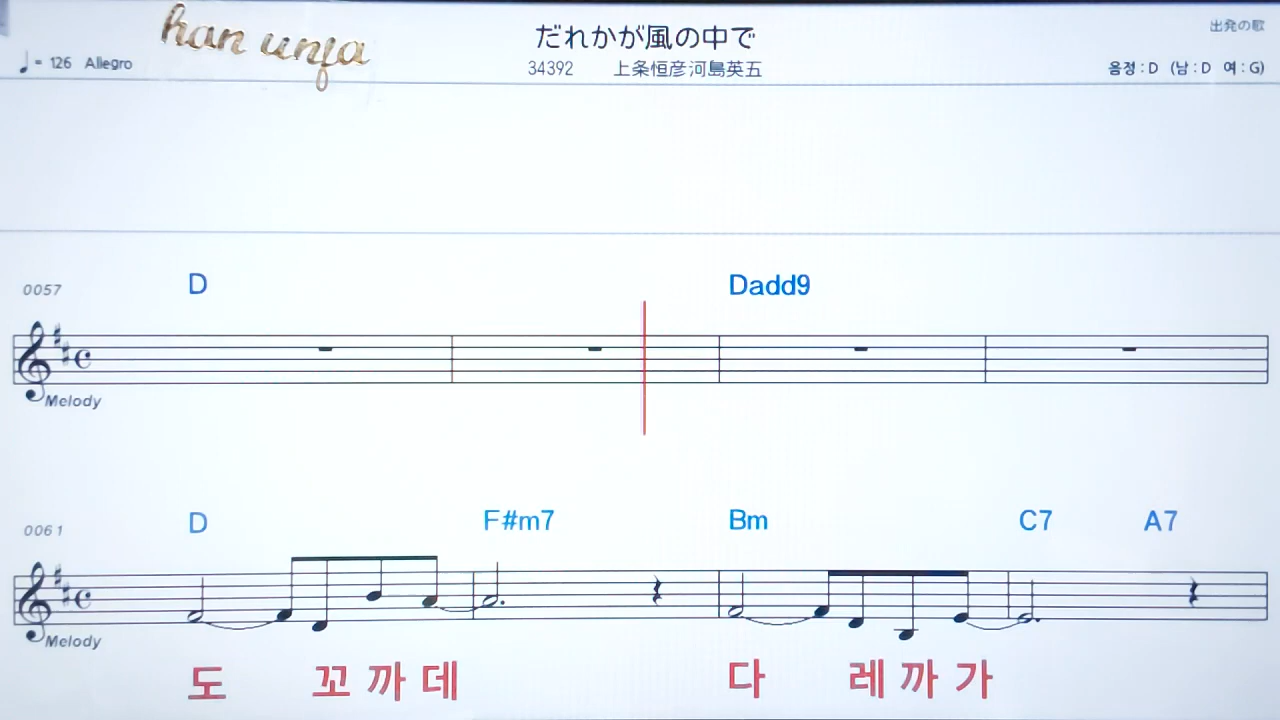 han unja
だれかが風の中で
出発の歌
♩= 126 Allegro
34392 上条恒彦河島英五
음정 : D (남 : D 여 : G)
0057 D Dadd9
Melody
0061 D F#m7 Bm C7 A7
Melody
도 꼬 까 데 다 레 까 가